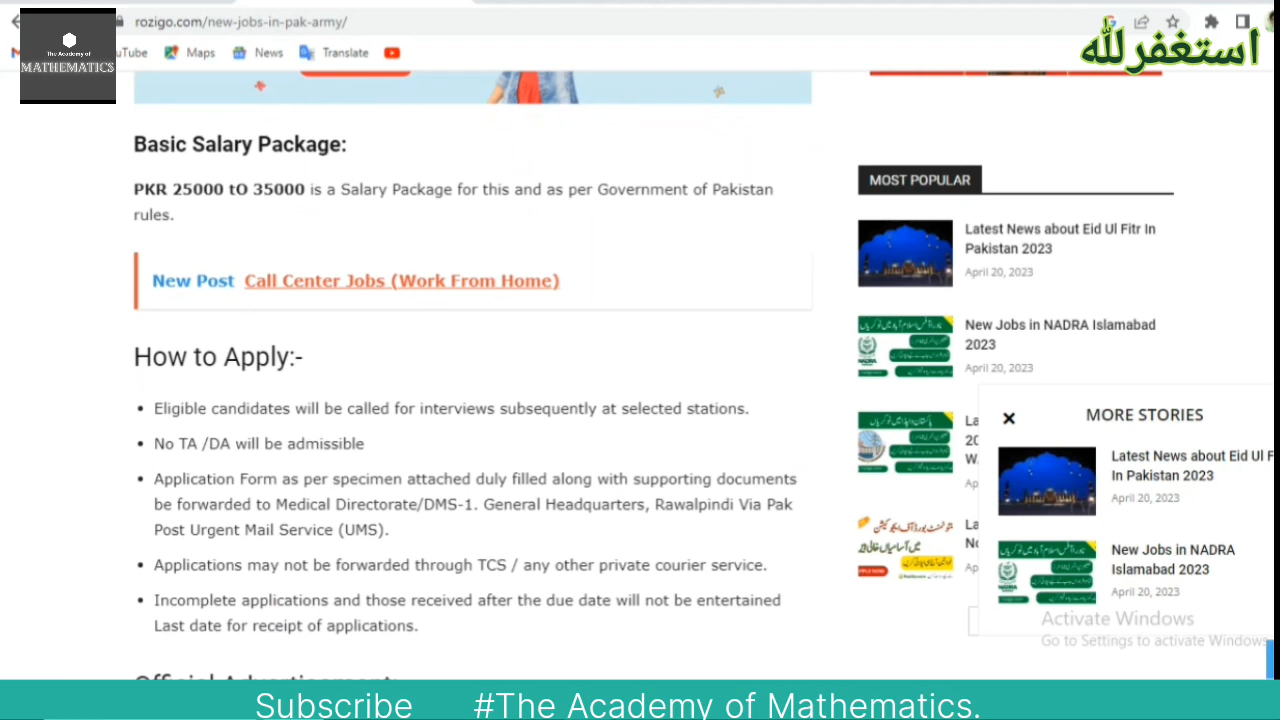 rozigo.com/new-jobs-in-pak-army/
Maps
News
Translate
The Academy of
MATHEMATICS
استغفرللہ
Basic Salary Package:
PKR 25000 tO 35000 is a Salary Package for this and as per Government of Pakistan
rules.
New Post Call Center Jobs (Work From Home)
How to Apply:-
• Eligible candidates will be called for interviews subsequently at selected stations.
• No TA /DA will be admissible
• Application Form as per specimen attached duly filled along with supporting documents
be forwarded to Medical Directorate/DMS-1. General Headquarters, Rawalpindi Via Pak
Post Urgent Mail Service (UMS).
• Applications may not be forwarded through TCS / any other private courier service.
• Incomplete applications and those received after the due date will not be entertained
Last date for receipt of applications.
MOST POPULAR
Latest News about Eid Ul Fitr In
Pakistan 2023
April 20, 2023
New Jobs in NADRA Islamabad
2023
April 20, 2023
MORE STORIES
Latest News about Eid Ul F
In Pakistan 2023
April 20, 2023
New Jobs in NADRA
Islamabad 2023
April 20, 2023
Activate Windows
Go to Settings to activate Windows.
Subscribe #The Academy of Mathematics.